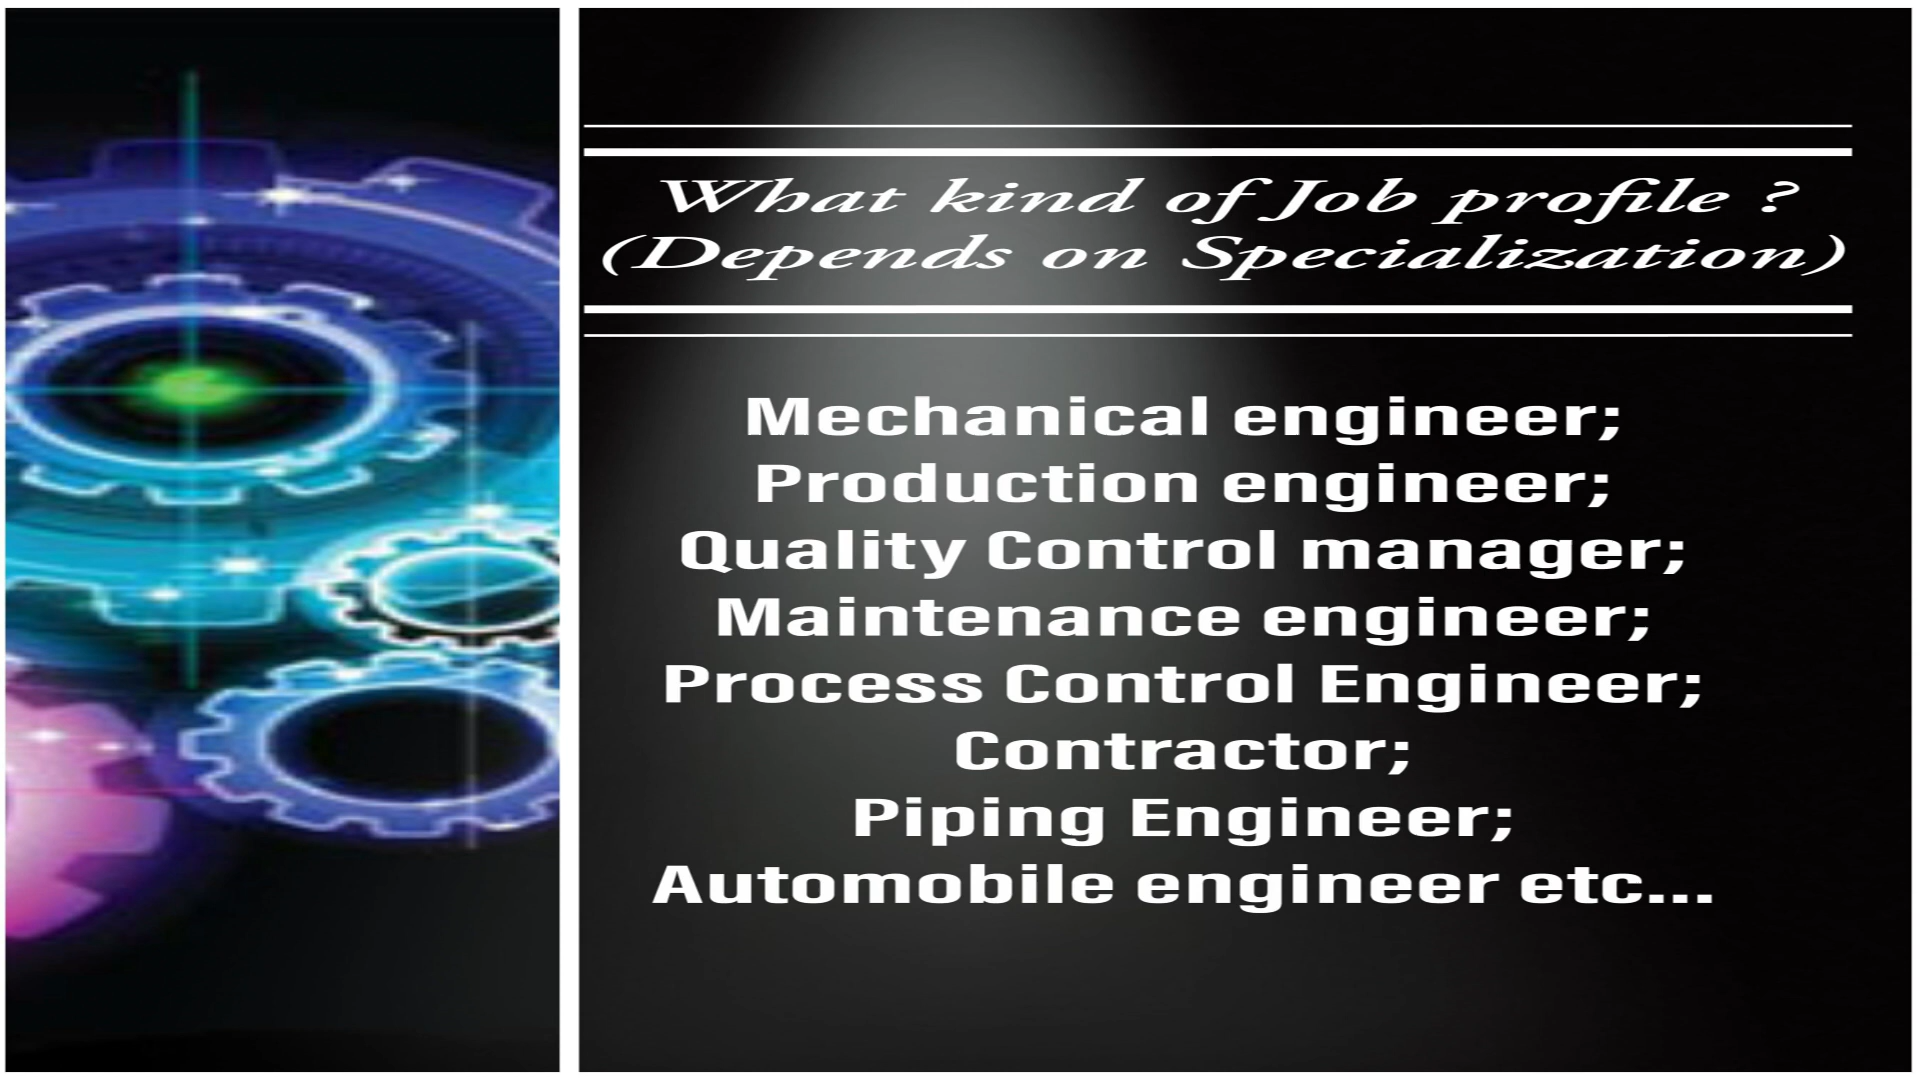 What kind of Job profile ?
(Depends on Specialization)
Mechanical engineer;
Production engineer;
Quality Control manager;
Maintenance engineer;
Process Control Engineer;
Contractor;
Piping Engineer;
Automobile engineer etc...